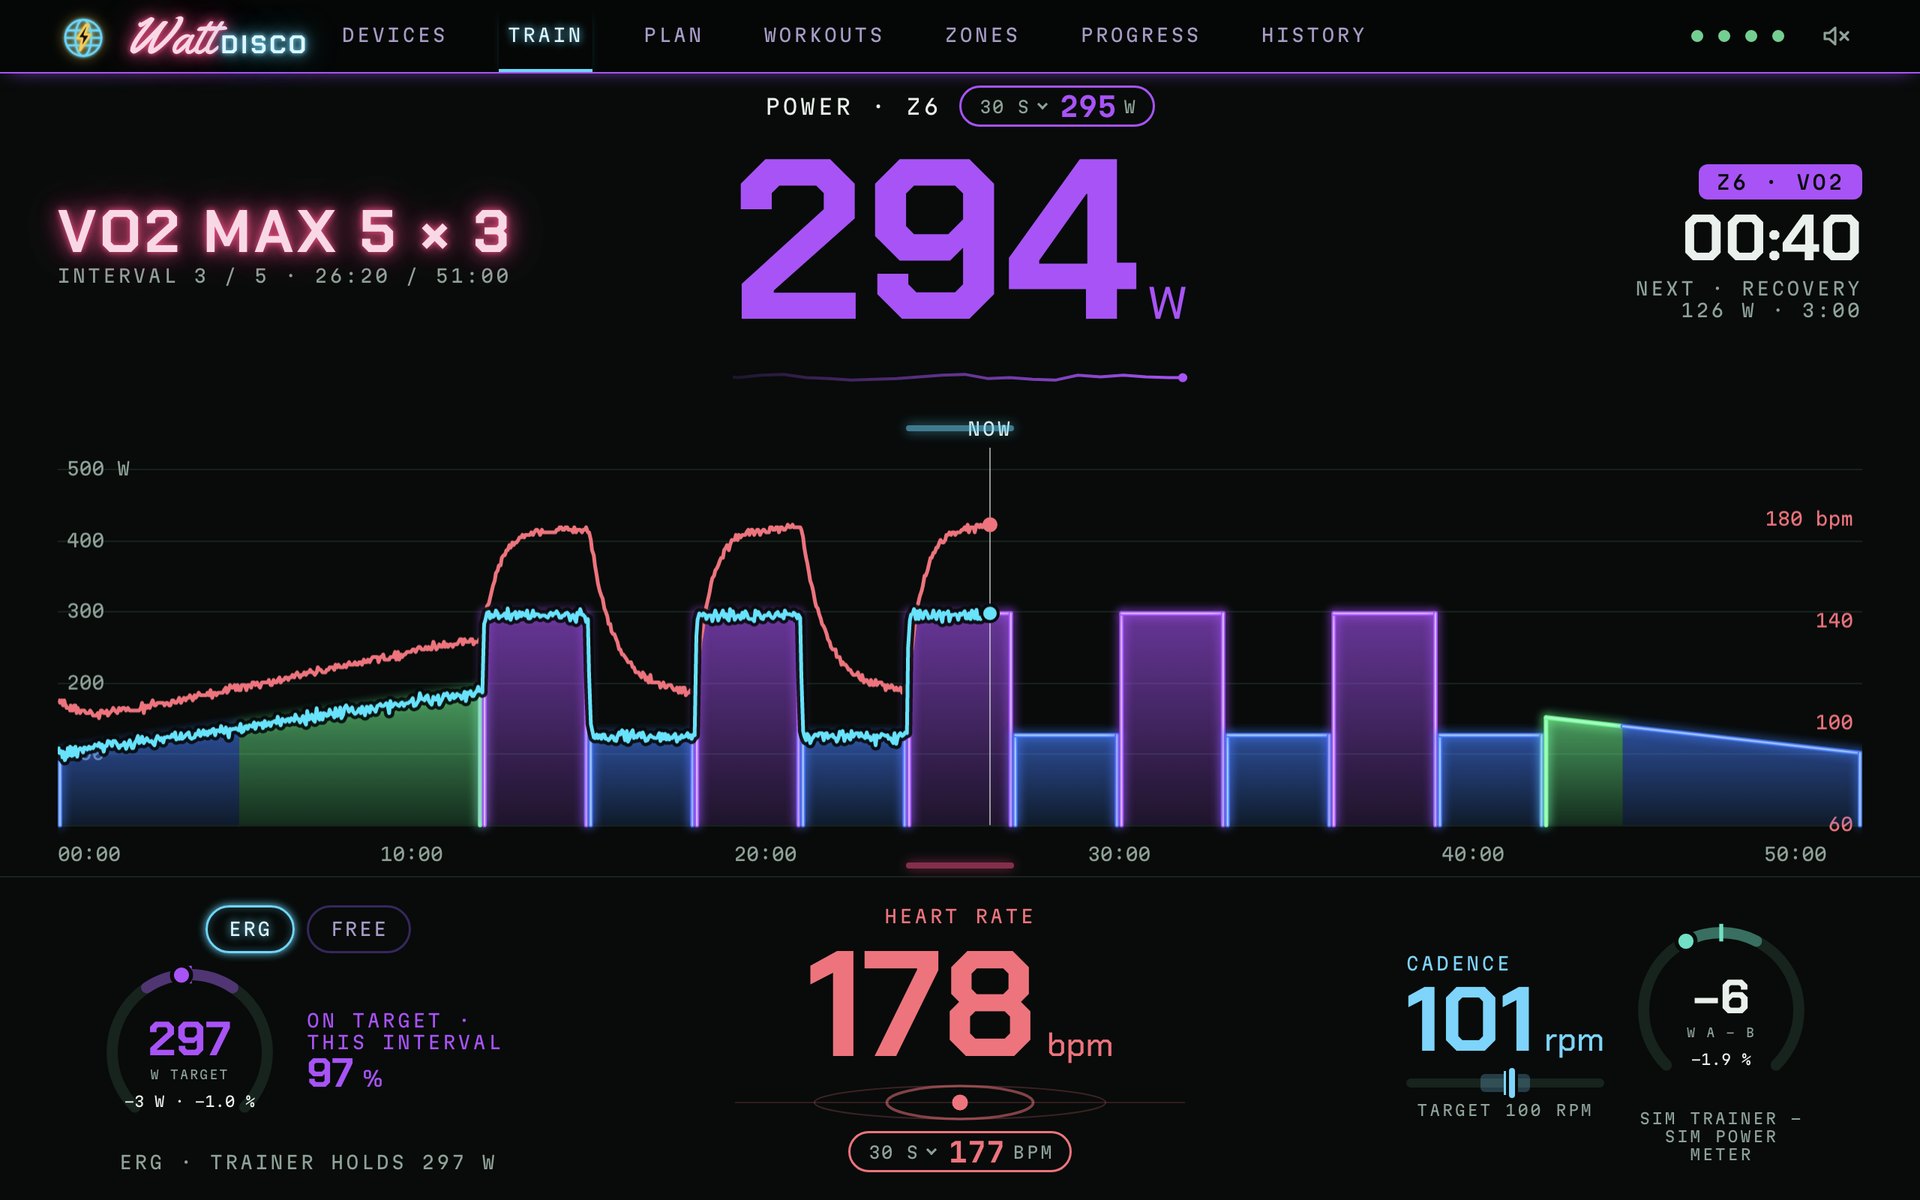 WattDISCO
DEVICES
TRAIN
PLAN
WORKOUTS
ZONES
PROGRESS
HISTORY
POWER · Z6
30 S 295 W
294 W
VO2 MAX 5 × 3
INTERVAL 3 / 5 · 26:20 / 51:00
Z6 · VO2
00:40
NEXT · RECOVERY
126 W · 3:00
NOW
500 W
400
300
200
180 bpm
140
100
60
00:00
10:00
20:00
30:00
40:00
50:00
ERG
FREE
297
W TARGET
−3 W · −1.0 %
ON TARGET ·
THIS INTERVAL
97 %
ERG · TRAINER HOLDS 297 W
HEART RATE
178 bpm
30 S 177 BPM
CADENCE
101 rpm
TARGET 100 RPM
−6
W A − B
−1.9 %
SIM TRAINER −
SIM POWER
METER